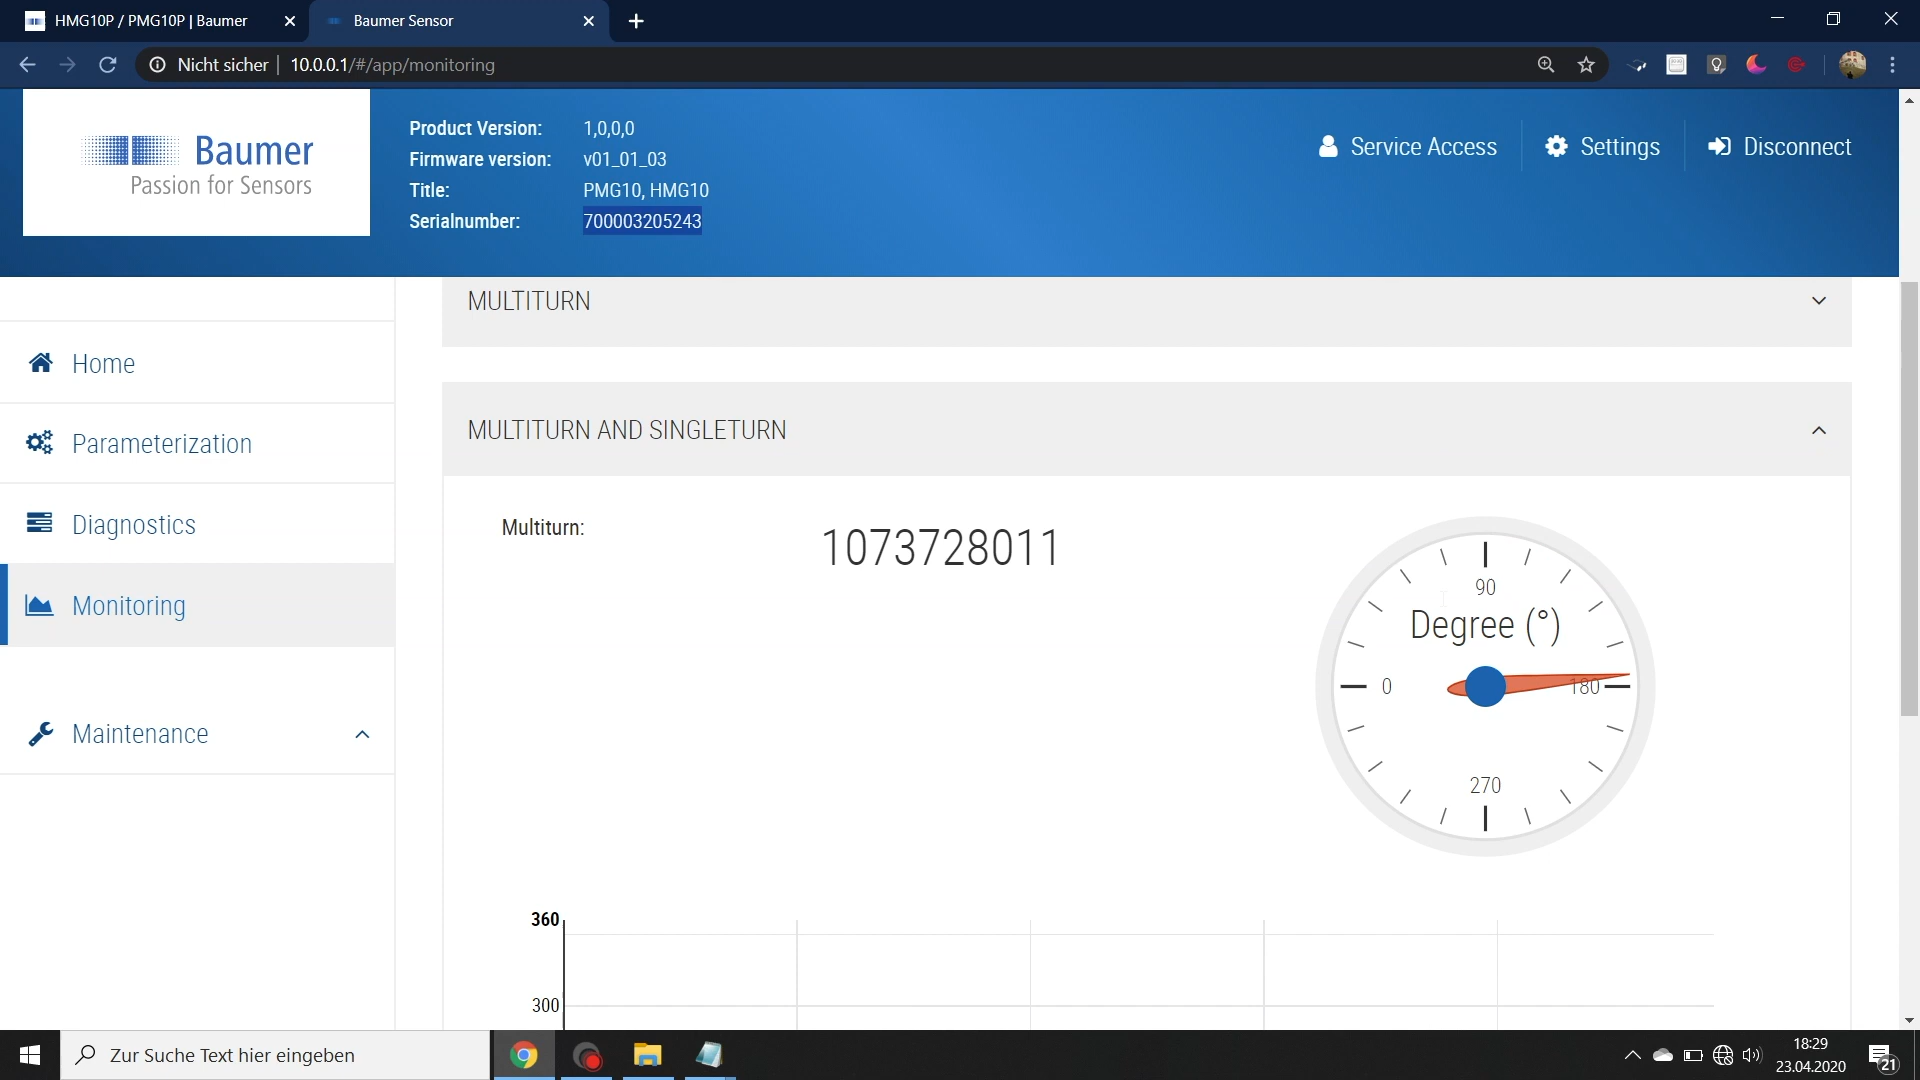 HMG10P / PMG10P | Baumer
Baumer Sensor
Nicht sicher | 10.0.0.1/#/app/monitoring
Baumer
Passion for Sensors
Product Version: 1,0,0,0
Firmware version: v01_01_03
Title: PMG10, HMG10
Serialnumber: 700003205243
Service Access
Settings
Disconnect
Home
Parameterization
Diagnostics
Monitoring
Maintenance
MULTITURN
MULTITURN AND SINGLETURN
Multiturn: 1073728011
90
Degree (°)
0
180
270
360
300
Zur Suche Text hier eingeben
18:29
23.04.2020
21